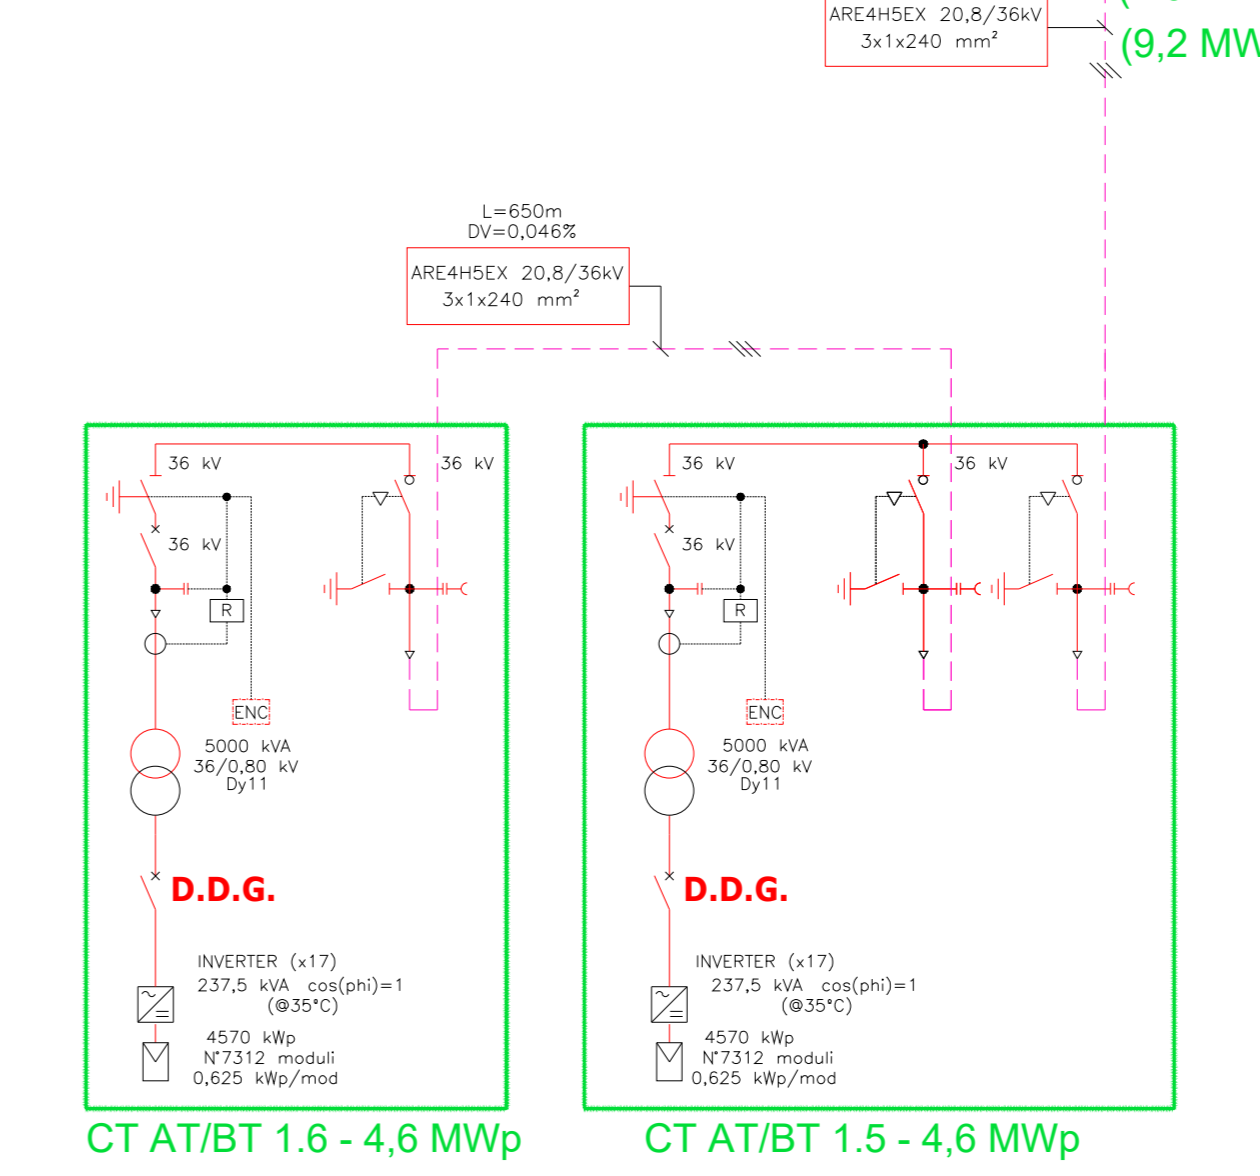 ARE4H5EX 20,8/36kV
3x1x240 mm²
(9,2 MW
L=650m
DV=0,046%
ARE4H5EX 20,8/36kV
3x1x240 mm²
36 kV
36 kV
36 kV
R
ENC
5000 kVA
36/0,80 kV
Dy11
D.D.G.
INVERTER (x17)
237,5 kVA cos(phi)=1
(@35°C)
4570 kWp
N°7312 moduli
0,625 kWp/mod
CT AT/BT 1.6 - 4,6 MWp
36 kV
36 kV
36 kV
R
ENC
5000 kVA
36/0,80 kV
Dy11
D.D.G.
INVERTER (x17)
237,5 kVA cos(phi)=1
(@35°C)
4570 kWp
N°7312 moduli
0,625 kWp/mod
CT AT/BT 1.5 - 4,6 MWp